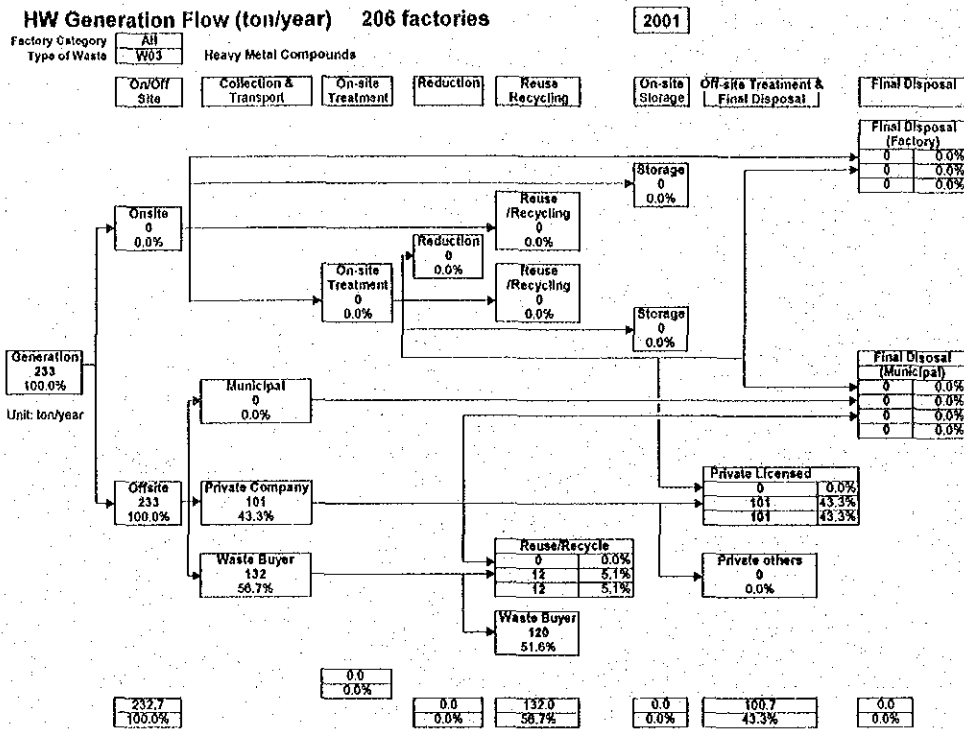 HW Generation Flow (ton/year) 206 factories 2001
Factory Category All
Type of Waste W03 Heavy Metal Compounds
On/Off Site
Collection & Transport
On-site Treatment
Reduction
Reuse Recycling
On-site Storage
Off-site Treatment & Final Disposal
Final Disposal
Final Disposal
(Factory)
0 0.0%
0 0.0%
0 0.0%
Storage
0
0.0%
Onsite
0
0.0%
Reuse
/Recycling
0
0.0%
Reduction
0
0.0%
On-site
Treatment
0
0.0%
Reuse
/Recycling
0
0.0%
Storage
0
0.0%
Generation
233
100.0%
Unit: ton/year
Final Disosal
(Municipal)
0 0.0%
0 0.0%
0 0.0%
0 0.0%
Municipal
0
0.0%
Offsite
233
100.0%
Private Company
101
43.3%
Private Licensed
0 0.0%
101 43.3%
101 43.3%
Waste Buyer
132
56.7%
Reuse/Recycle
0 0.0%
12 5.1%
12 5.1%
Private others
0
0.0%
Waste Buyer
120
51.6%
0.0
0.0%
232.7 0.0 132.0 0.0 100.7 0.0
100.0% 0.0% 56.7% 0.0% 43.3% 0.0%